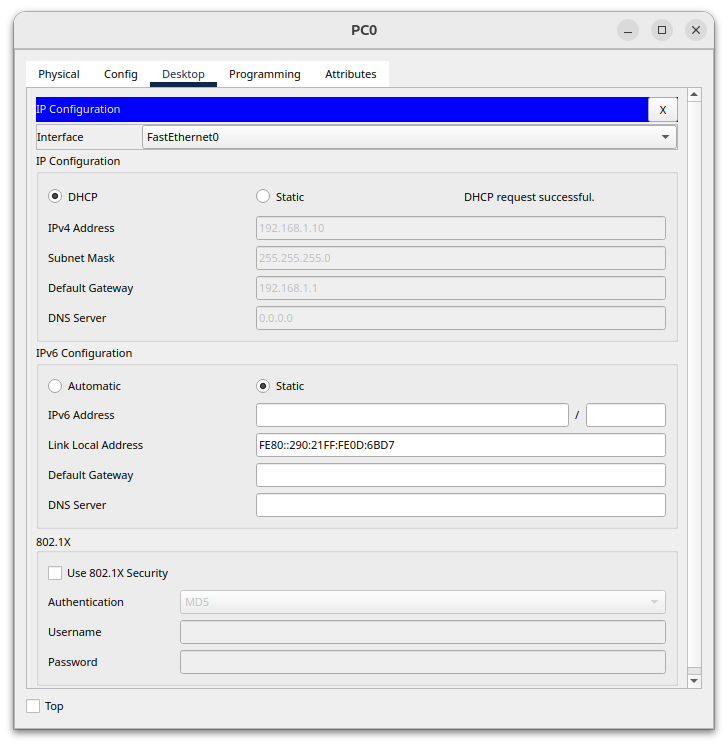 PC0
Physical Config Desktop Programming Attributes
IP Configuration X
Interface FastEthernet0
IP Configuration
DHCP Static DHCP request successful.
IPv4 Address 192.168.1.10
Subnet Mask 255.255.255.0
Default Gateway 192.168.1.1
DNS Server 0.0.0.0
IPv6 Configuration
Automatic Static
IPv6 Address /
Link Local Address FE80::290:21FF:FE0D:6BD7
Default Gateway
DNS Server
802.1X
Use 802.1X Security
Authentication MD5
Username
Password
Top